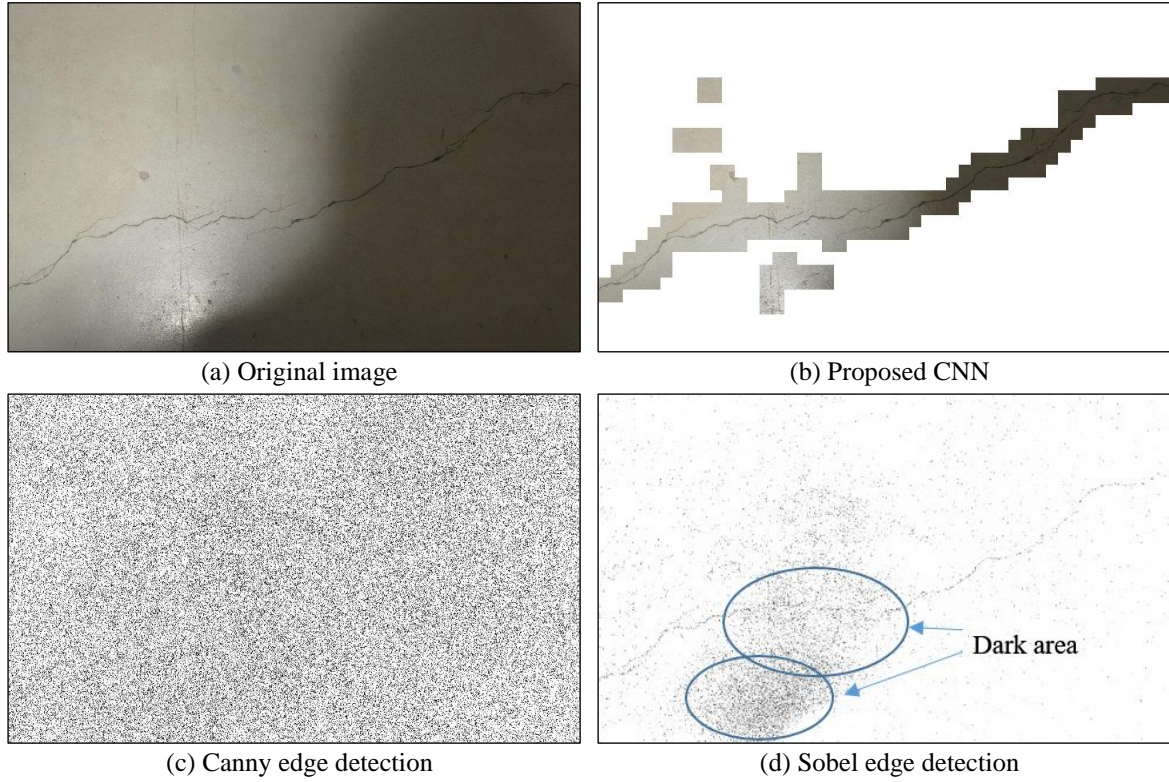 (a) Original image
(b) Proposed CNN
Dark area
(c) Canny edge detection
(d) Sobel edge detection